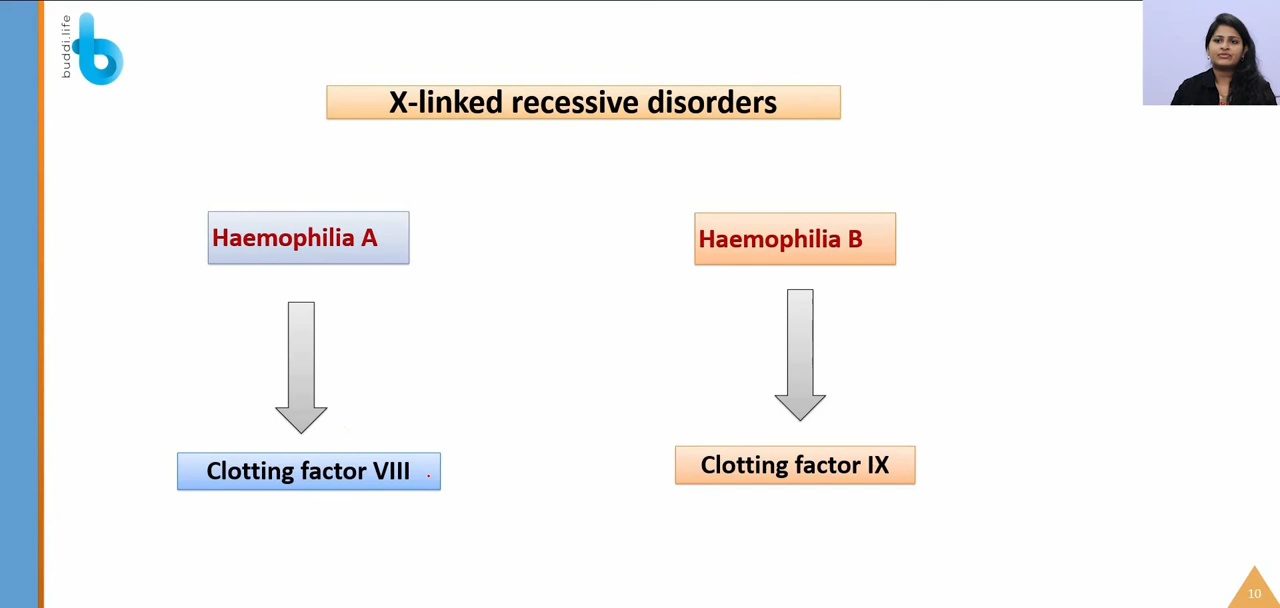 buddi.life
X-linked recessive disorders
Haemophilia A
Haemophilia B
Clotting factor VIII
Clotting factor IX
10